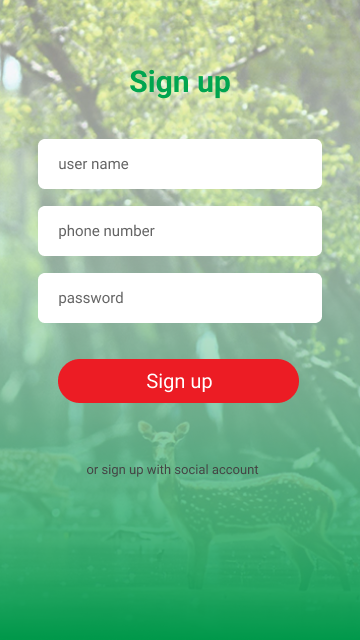 Sign up
user name
phone number
password
Sign up
or sign up with social account